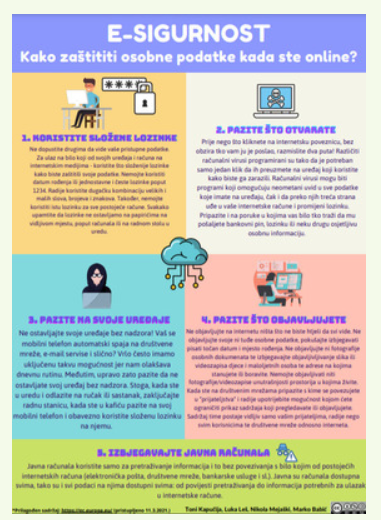 E-SIGURNOST
Kako zaštititi osobne podatke kada ste online?
****
1. KORISTITE SLOŽENE LOZINKE
Ne dopustite drugima da vide vaše pristupne podatke.
Za ulaz na bilo koji od svojih uređaja i računa na
internetskim medijima - koristite što složenije lozinke
kako biste zaštitili svoje podatke. Nemojte koristiti
datum rođenja ili jednostavne i česte lozinke poput
1234. Radije koristite dugačku kombinaciju velikih i
malih slova, brojeva i znakova. Također, nemojte
koristiti istu lozinku za sve postojeće račune. Svakako
upamtite da lozinke ne ostavljamo na papirićima na
vidljivom mjestu, poput računala ili na radnom stolu u
uredu.
2. PAZITE ŠTO OTVARATE
Prije nego što kliknete na internetsku poveznicu, bez
obzira tko vam ju je poslao, razmislite dva puta! Različiti
računalni virusi programirani su tako da je potreban
samo jedan klik da ih preuzmete na uređaj koji koristite
kako biste ga zarazili. Računalni virusi mogu biti
programi koji omogućuju neometani uvid u sve podatke
koje imate na uređaju, čak i da preko njih treća strana
uđe u vaše internetske račune i promijeni lozinku.
Pripazite i na poruke u kojima vas bilo tko traži da mu
pošaljete bankovni pin, lozinku ili neku drugu osjetljivu
osobnu informaciju.
3. PAZITE NA SVOJE UREĐAJE
Ne ostavljajte svoje uređaje bez nadzora! Vaš se
mobilni telefon automatski spaja na društvene
mreže, e-mail servise i slično? Vrlo često imamo
uključenu takvu mogućnost jer nam olakšava
dnevnu rutinu. Međutim, upravo zato pazite da ne
ostavljate svoj uređaj bez nadzora. Stoga, kada ste
u uredu i odlazite na ručak ili sastanak, zaključajte
radnu stanicu, kada ste u kafiću pazite na svoj
mobilni telefon i obavezno koristite složenu lozinku
na njemu.
4. PAZITE ŠTO OBJAVLJUJETE
Ne objavljujte na internetu ništa što ne biste htjeli da svi vide. Ne
objavljujte svoje ni tuđe osobne podatke, pokušajte izbjegavati
pisati točan datum i mjesto rođenja. Ne objavljujte ni fotografije
osobnih dokumenata te izbjegavajte objavljivanje slika ili
videozapisa djece i maloljetnih osoba te adrese na kojima
stanujete ili boravite. Nemojte objavljivati niti
fotografije/videozapise unutrašnjosti prostorija u kojima živite.
Kada ste na društvenim mrežama pripazite s kime se povezujete
u "prijateljstva" i radije upotrijebite mogućnost kojom ćete
ograničiti prikaz sadržaja koji pregledavate ili objavljujete.
Sadržaj time postaje vidljiv samo vašim prijateljima, radije nego
svim korisnicima te društvene mreže odnosno interneta.
5. IZBJEGAVAJTE JAVNA RAČUNALA
Javna računala koristite samo za pretraživanje informacija i to bez povezivanja s bilo kojim od postojećih
internetskih računa (elektronička pošta, društvene mreže, bankarske usluge i sl.). Javna su računala dostupna
svima, tako su i svi podaci na njima dostupni svima: od povijesti pretraživanja do informacija potrebnih za ulazak
u internetske račune.
*Prilagođen sadržaj: https://ec.europa.eu/ (pristupljeno 11.2.2021.) Toni Kapullja, Luka Leš, Nikola Mejaški, Marko Babić